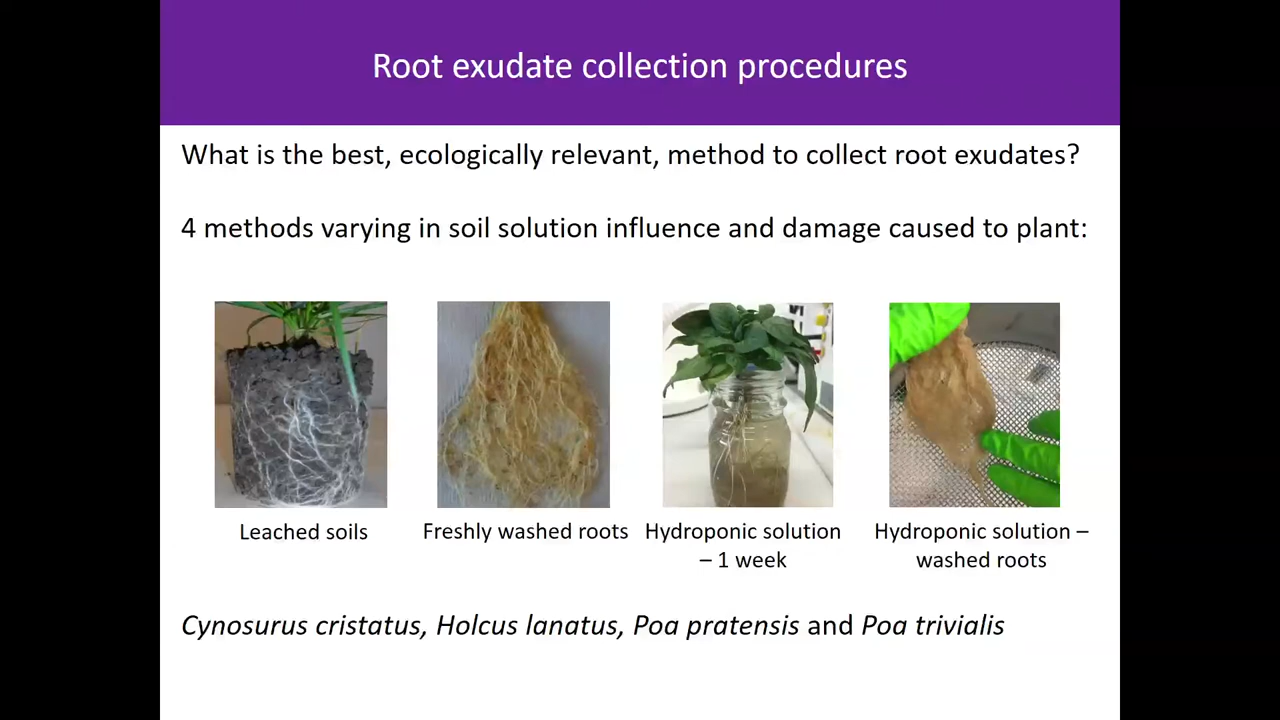 Root exudate collection procedures
What is the best, ecologically relevant, method to collect root exudates?
4 methods varying in soil solution influence and damage caused to plant:
Leached soils
Freshly washed roots
Hydroponic solution
– 1 week
Hydroponic solution –
washed roots
Cynosurus cristatus, Holcus lanatus, Poa pratensis and Poa trivialis